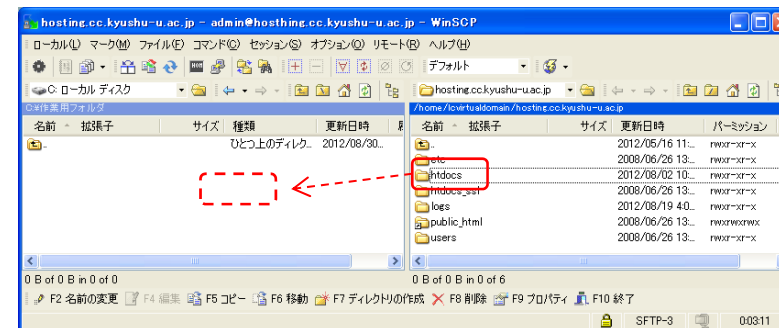 hosting.cc.kyushu-u.ac.jp - admin@hosthing.cc.kyushu-u.ac.jp - WinSCP
ローカル(L) マーク(M) ファイル(F) コマンド(C) セッション(S) オプション(O) リモート(R) ヘルプ(H)
デフォルト
C: ローカル ディスク hosting.cc.kyushu-u.ac.jp
C:¥作業用フォルダ /home/lcvirtualdomain/hosting.cc.kyushu-u.ac.jp
名前 拡張子 サイズ 種類 更新日時 名前 拡張子 サイズ 更新日時 パーミッション
.. ひとつ上のディレク... 2012/08/30... .. 2012/05/16 11:... rwxr-xr-x
etc 2008/06/26 13:... rwxr-xr-x
htdocs 2012/08/02 10:... rwxr-xr-x
htdocs_ssl 2008/06/26 13:... rwxr-xr-x
logs 2012/08/19 4:0... rwxr-xr-x
public_html 2008/06/26 13:... rwxrwxrwx
users 2008/06/26 13:... rwxr-xr-x
0 B of 0 B in 0 of 0 0 B of 0 B in 0 of 6
F2 名前の変更 F4 編集 F5 コピー F6 移動 F7 ディレクトリの作成 F8 削除 F9 プロパティ F10 終了
SFTP-3 0:03:11